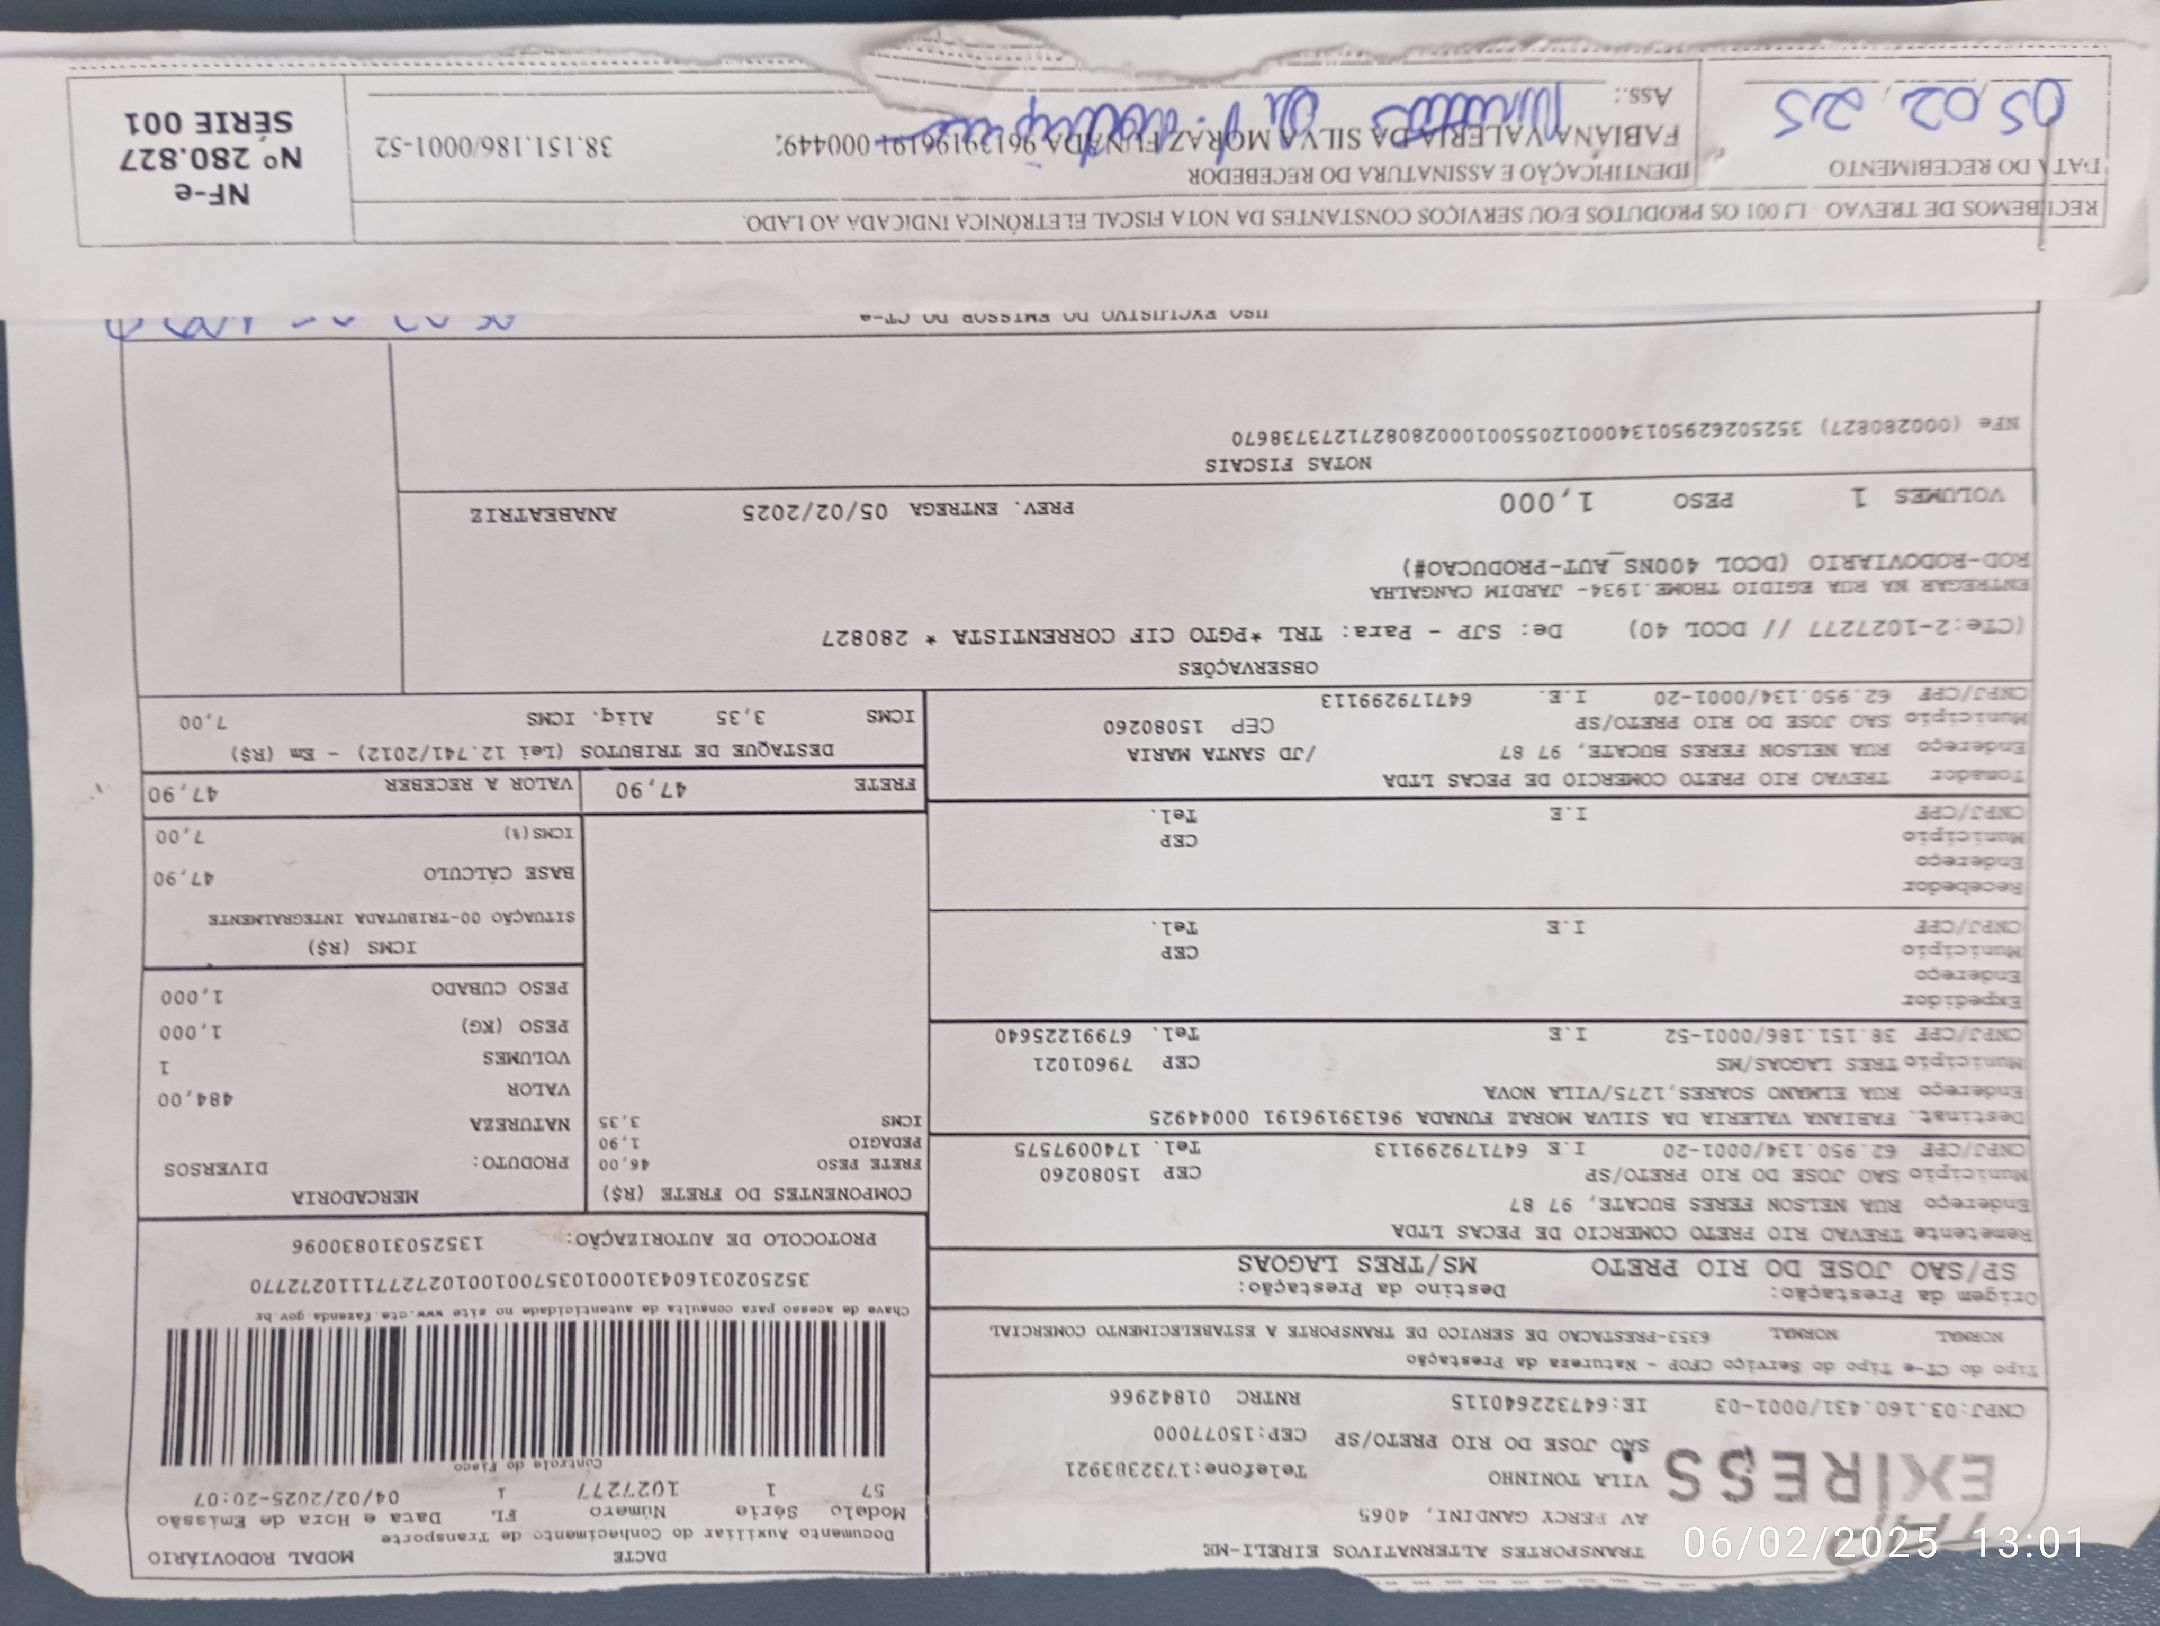 TRANSPORTES ALTERNATIVOS EIRELI-ME
AV PERCY GANDINI, 4065
VILA TONINHO Telefone:1732383921
SÃO JOSE DO RIO PRETO/SP CEP:15077000
CNPJ:03.160.431/0001-03 IE:647322640115 RNTRC 01842966
DACTE MODAL RODOVIÁRIO
Documento Auxiliar do Conhecimento de Transporte
Modelo Série Número FL Data e Hora de Emissão
57 1 1027277 1 04/02/2025-20:07
Controle do Fisco
Chave de acesso para consulta de autenticidade no site www.cte.fazenda.gov.br
35250203160431000103570010010272777111027277​0
PROTOCOLO DE AUTORIZAÇÃO: 135250310830096
Tipo do CT-e Tipo do Serviço CFOP - Natureza da Prestação
NORMAL NORMAL 6353-PRESTACAO DE SERVICO DE TRANSPORTE A ESTABELECIMENTO COMERCIAL
Origem da Prestação: Destino da Prestação:
SP/SAO JOSE DO RIO PRETO MS/TRES LAGOAS
Remetente TREVAO RIO PRETO COMERCIO DE PECAS LTDA
Endereço RUA NELSON FERES BUCATE, 97 87
Município SAO JOSE DO RIO PRETO/SP CEP 15080260
CNPJ/CPF 62.950.134/0001-20 I.E 647179299113 Tel. 1740097575
Destinat. FABIANA VALERIA DA SILVA MORAZ FUNADA 96139196191 00044925
Endereço RUA ELMANO SOARES,1275/VILA NOVA
Município TRES LAGOAS/MS CEP 79601021
CNPJ/CPF 38.151.186/0001-52 I.E Tel. 67991225640
Expedidor
Endereço
Município CEP
CNPJ/CPF I.E Tel.
Recebedor
Endereço
Município CEP
CNPJ/CPF I.E Tel.
Tomador TREVAO RIO PRETO COMERCIO DE PECAS LTDA
Endereço RUA NELSON FERES BUCATE, 97 87 /JD SANTA MARIA
Município SAO JOSE DO RIO PRETO/SP CEP 15080260
CNPJ/CPF 62.950.134/0001-20 I.E. 647179299113
COMPONENTES DO FRETE (R$)
FRETE PESO 46,00
PEDAGIO 1,90
ICMS 3,35
MERCADORIA
PRODUTO: DIVERSOS
NATUREZA
VALOR 484,00
VOLUMES 1
PESO (KG) 1,000
PESO CUBADO 1,000
ICMS (R$)
SITUAÇÃO 00-TRIBUTADA INTEGRALMENTE
BASE CÁLCULO 47,90
ICMS(%) 7,00
FRETE 47,90 VALOR A RECEBER 47,90
DESTAQUE DE TRIBUTOS (Lei 12.741/2012) - Em (R$)
ICMS 3,35 Aliq. ICMS 7,00
OBSERVAÇÕES
(CTe:2-1027277 // DCOL 40) De: SJP - Para: TRL *PGTO CIF CORRENTISTA * 280827
ENTREGAR NA RUA EGIDIO THOME.1934- JARDIM CANGALHA
ROD-RODOVIARIO (DCOL 400NS_AUT-PRODUCAO#)
VOLUMES 1 PESO 1,000 PREV. ENTREGA 05/02/2025 ANABEATRIZ
NOTAS FISCAIS
NFe (000280827) 35250262950134000120550010002808271273738670
USO EXCLUSIVO DO EMISSOR DO CT-e
RECEBEMOS DE TREVAO - LJ 001 OS PRODUTOS E/OU SERVIÇOS CONSTANTES DA NOTA FISCAL ELETRÔNICA INDICADA AO LADO.
DATA DO RECEBIMENTO
05, 02, 25
IDENTIFICAÇÃO E ASSINATURA DO RECEBEDOR
FABIANA VALERIA DA SILVA MORAZ FUNADA 96139196191 000449 38.151.186/0001-52
Ass.:
NF-e
Nº 280.827
SÉRIE 001
06/02/2025 13:01